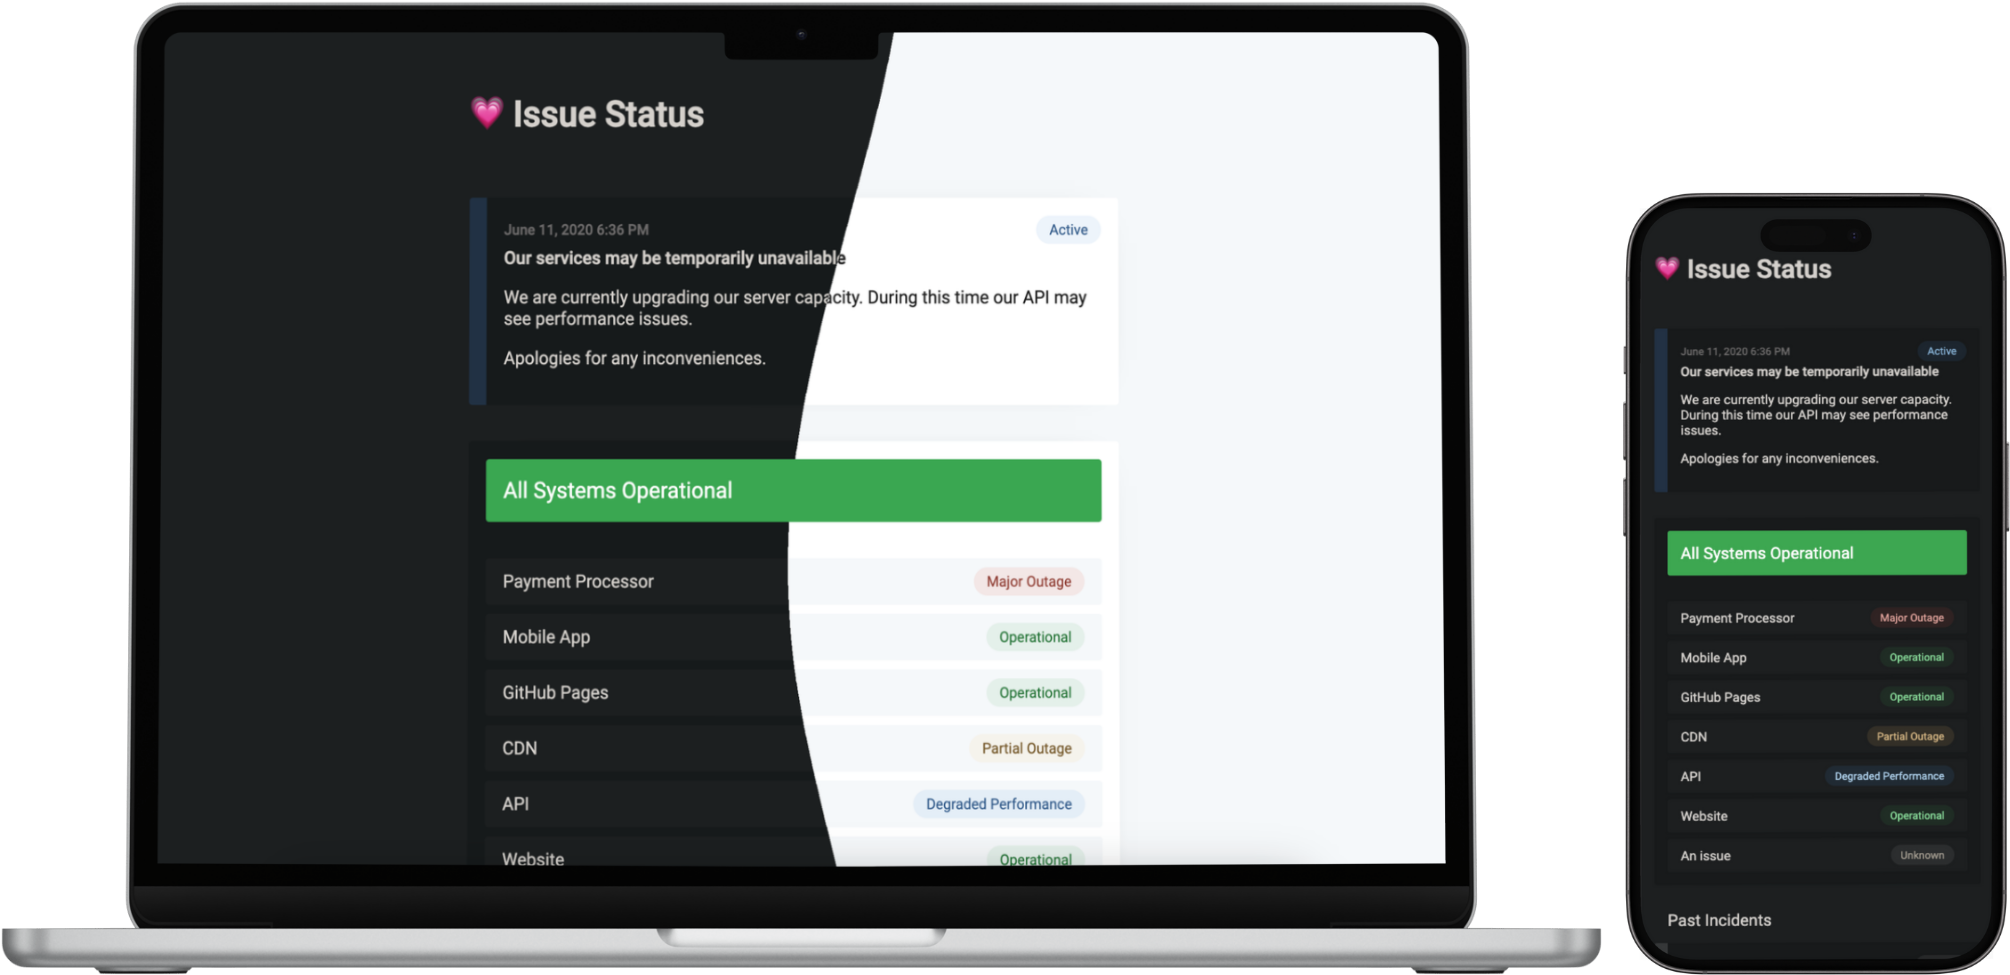 Issue Status
June 11, 2020 6:36 PM
Active
Our services may be temporarily unavailable
We are currently upgrading our server capacity. During this time our API may
see performance issues.
Apologies for any inconveniences.
All Systems Operational
Payment Processor
Major Outage
Mobile App
Operational
GitHub Pages
Operational
CDN
Partial Outage
API
Degraded Performance
Website
Operational
Issue Status
June 11, 2020 6:36 PM
Active
Our services may be temporarily unavailable
We are currently upgrading our server capacity.
During this time our API may see performance
issues.
Apologies for any inconveniences.
All Systems Operational
Payment Processor
Major Outage
Mobile App
Operational
GitHub Pages
Operational
CDN
Partial Outage
API
Degraded Performance
Website
Operational
An issue
Unknown
Past Incidents